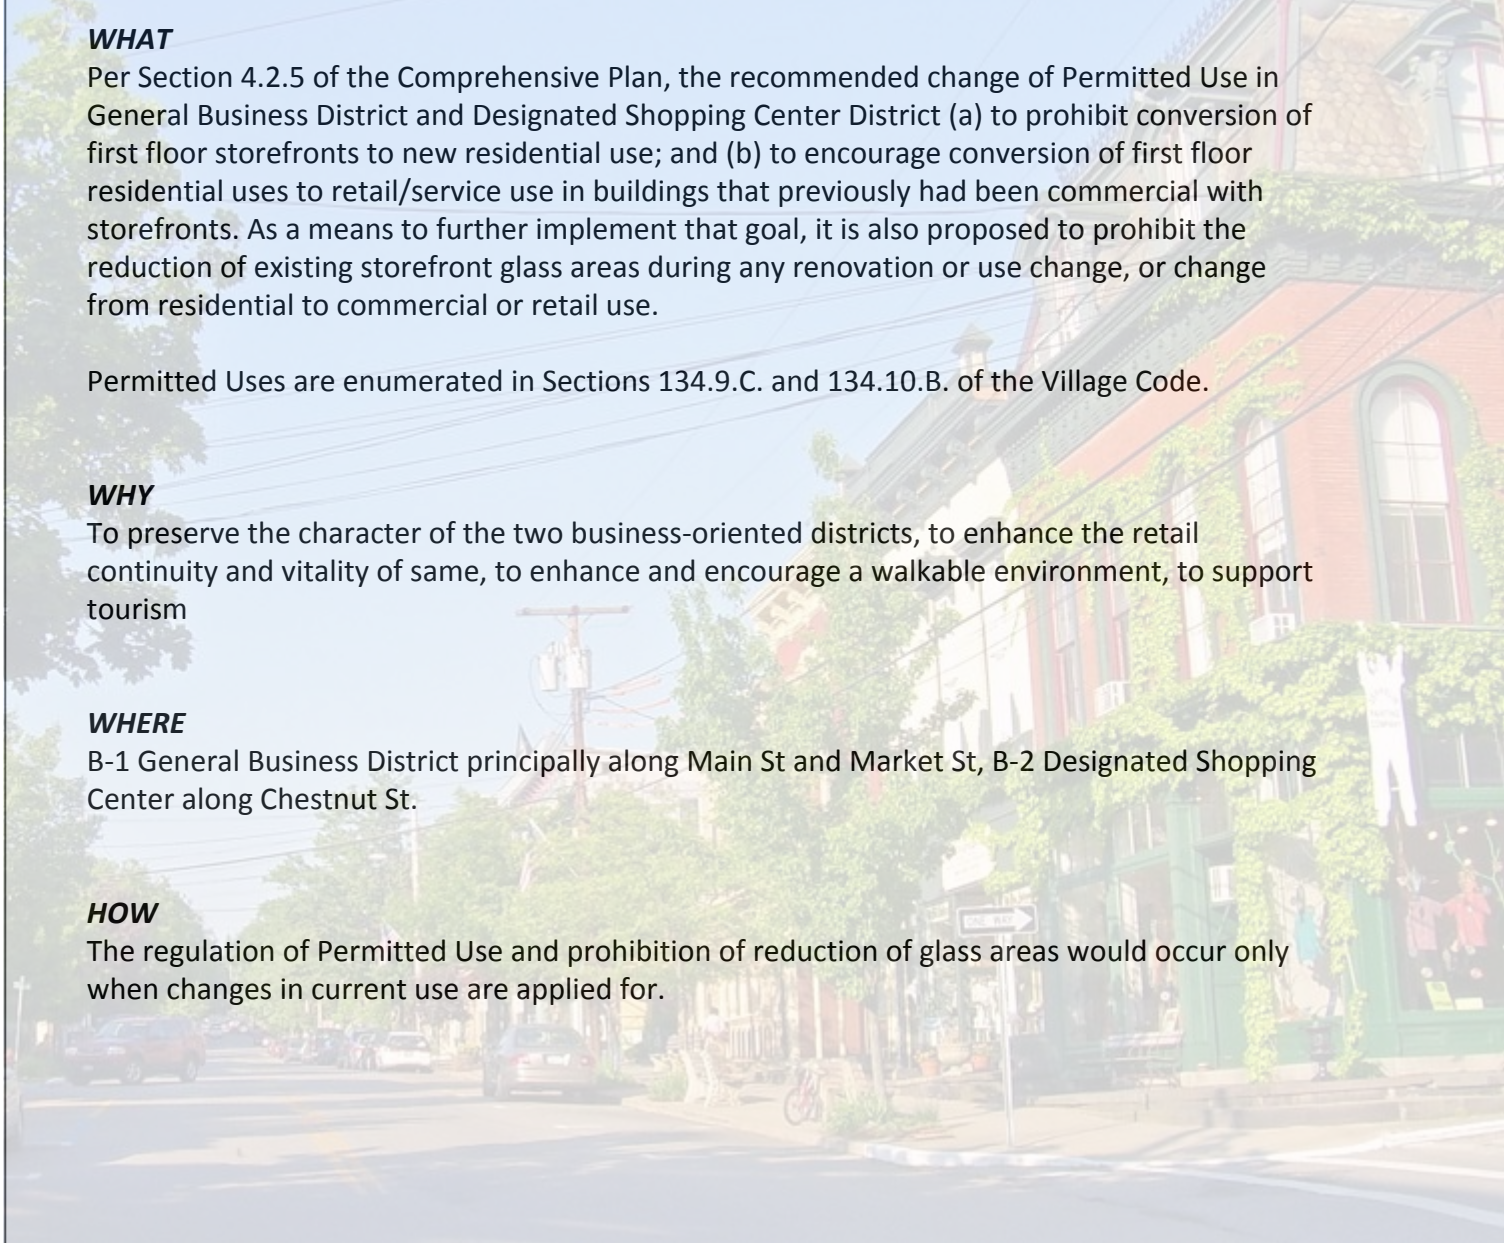 WHAT
Per Section 4.2.5 of the Comprehensive Plan, the recommended change of Permitted Use in
General Business District and Designated Shopping Center District (a) to prohibit conversion of
first floor storefronts to new residential use; and (b) to encourage conversion of first floor
residential uses to retail/service use in buildings that previously had been commercial with
storefronts. As a means to further implement that goal, it is also proposed to prohibit the
reduction of existing storefront glass areas during any renovation or use change, or change
from residential to commercial or retail use.
Permitted Uses are enumerated in Sections 134.9.C. and 134.10.B. of the Village Code.
WHY
To preserve the character of the two business-oriented districts, to enhance the retail
continuity and vitality of same, to enhance and encourage a walkable environment, to support
tourism
WHERE
B-1 General Business District principally along Main St and Market St, B-2 Designated Shopping
Center along Chestnut St.
HOW
ONE WAY
The regulation of Permitted Use and prohibition of reduction of glass areas would occur only
when changes in current use are applied for.